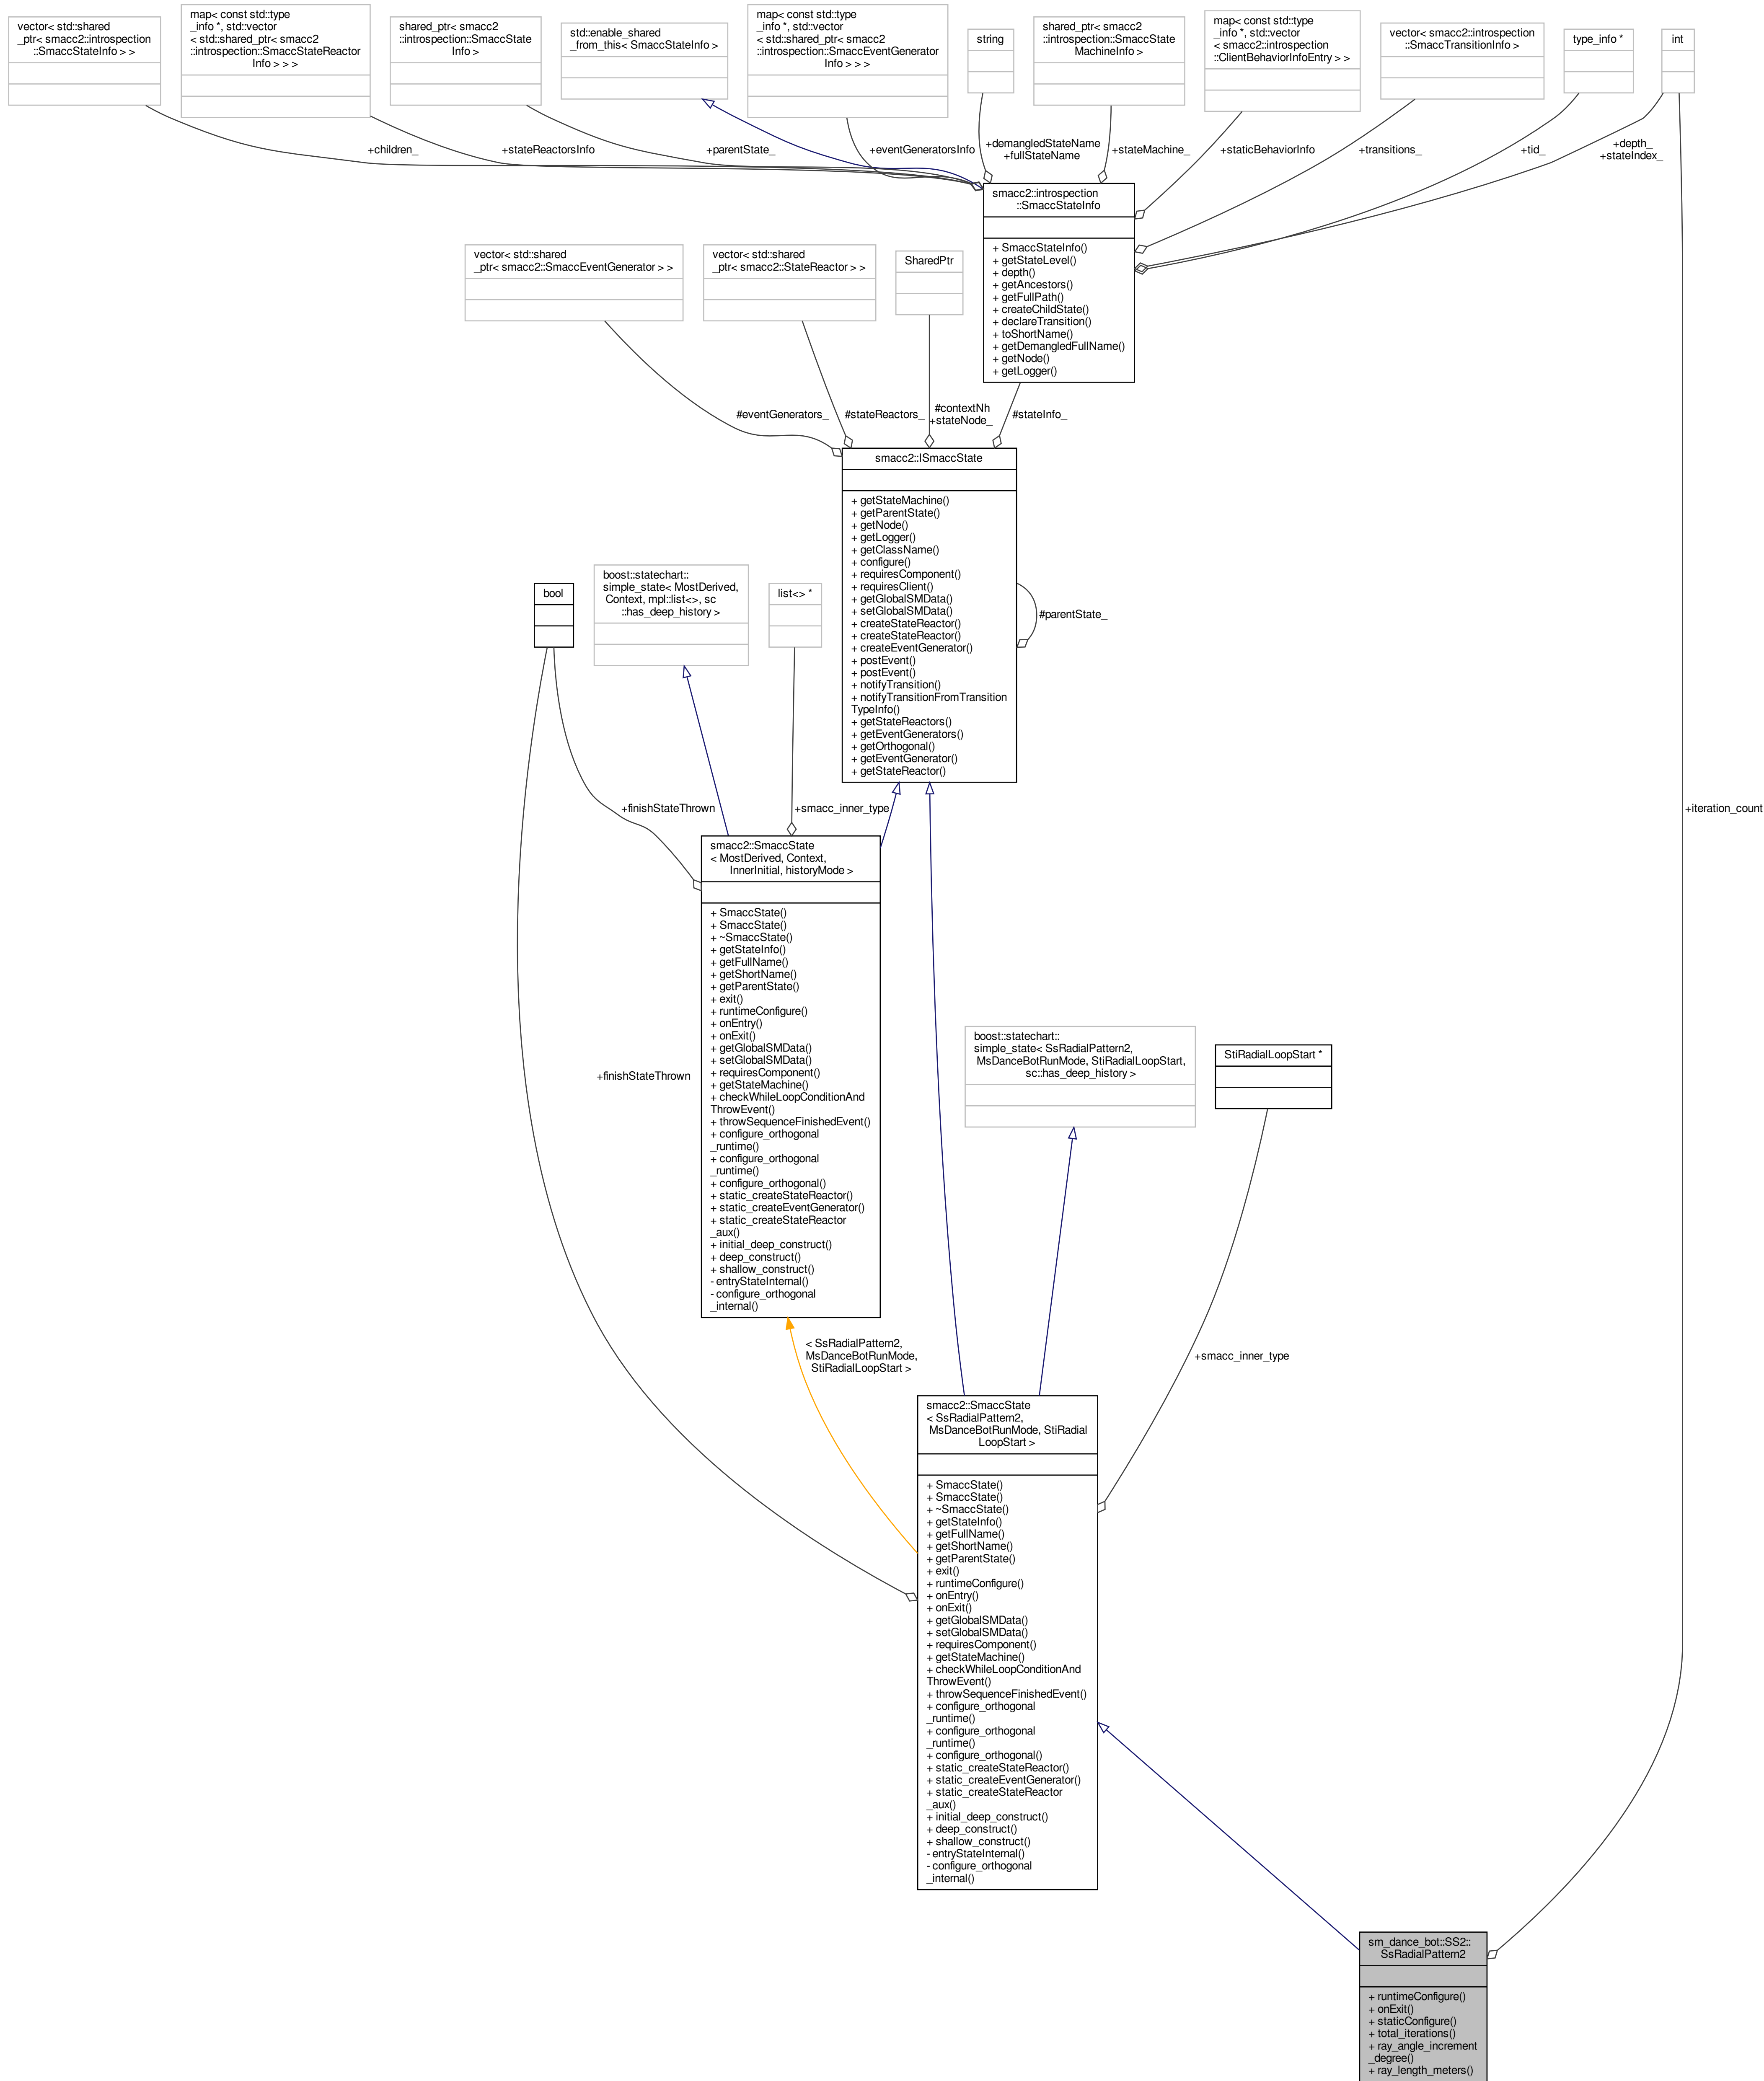 vector< std::shared
_ptr< smacc2::introspection
::SmaccStateInfo > >
map< const std::type
_info *, std::vector
< std::shared_ptr< smacc2
::introspection::SmaccStateReactor
Info > > >
shared_ptr< smacc2
::introspection::SmaccState
Info >
std::enable_shared
_from_this< SmaccStateInfo >
map< const std::type
_info *, std::vector
< std::shared_ptr< smacc2
::introspection::SmaccEventGenerator
Info > > >
string
shared_ptr< smacc2
::introspection::SmaccState
MachineInfo >
map< const std::type
_info *, std::vector
< smacc2::introspection
::ClientBehaviorInfoEntry > >
vector< smacc2::introspection
::SmaccTransitionInfo >
type_info *
int
+children_
+stateReactorsInfo
+parentState_
+eventGeneratorsInfo
+demangledStateName
+fullStateName
+stateMachine_
+staticBehaviorInfo
+transitions_
+tid_
+depth_
+stateIndex_
smacc2::introspection
::SmaccStateInfo
+ SmaccStateInfo()
+ getStateLevel()
+ depth()
+ getAncestors()
+ getFullPath()
+ createChildState()
+ declareTransition()
+ toShortName()
+ getDemangledFullName()
+ getNode()
+ getLogger()
vector< std::shared
_ptr< smacc2::SmaccEventGenerator > >
vector< std::shared
_ptr< smacc2::StateReactor > >
SharedPtr
#eventGenerators_
#stateReactors_
#contextNh
+stateNode_
#stateInfo_
smacc2::ISmaccState
+ getStateMachine()
+ getParentState()
+ getNode()
+ getLogger()
+ getClassName()
+ configure()
+ requiresComponent()
+ requiresClient()
+ getGlobalSMData()
+ setGlobalSMData()
+ createStateReactor()
+ createStateReactor()
+ createEventGenerator()
+ postEvent()
+ postEvent()
+ notifyTransition()
+ notifyTransitionFromTransition
TypeInfo()
+ getStateReactors()
+ getEventGenerators()
+ getOrthogonal()
+ getEventGenerator()
+ getStateReactor()
#parentState_
bool
boost::statechart::
simple_state< MostDerived,
Context, mpl::list<>, sc
::has_deep_history >
list<> *
+finishStateThrown
+smacc_inner_type
+iteration_count
smacc2::SmaccState
< MostDerived, Context,
InnerInitial, historyMode >
+ SmaccState()
+ SmaccState()
+ ~SmaccState()
+ getStateInfo()
+ getFullName()
+ getShortName()
+ getParentState()
+ exit()
+ runtimeConfigure()
+ onEntry()
+ onExit()
+ getGlobalSMData()
+ setGlobalSMData()
+ requiresComponent()
+ getStateMachine()
+ checkWhileLoopConditionAnd
ThrowEvent()
+ throwSequenceFinishedEvent()
+ configure_orthogonal
_runtime()
+ configure_orthogonal
_runtime()
+ configure_orthogonal()
+ static_createStateReactor()
+ static_createEventGenerator()
+ static_createStateReactor
_aux()
+ initial_deep_construct()
+ deep_construct()
+ shallow_construct()
- entryStateInternal()
- configure_orthogonal
_internal()
+finishStateThrown
boost::statechart::
simple_state< SsRadialPattern2,
MsDanceBotRunMode, StiRadialLoopStart,
sc::has_deep_history >
StiRadialLoopStart *
< SsRadialPattern2,
MsDanceBotRunMode,
StiRadialLoopStart >
+smacc_inner_type
smacc2::SmaccState
< SsRadialPattern2,
MsDanceBotRunMode, StiRadial
LoopStart >
+ SmaccState()
+ SmaccState()
+ ~SmaccState()
+ getStateInfo()
+ getFullName()
+ getShortName()
+ getParentState()
+ exit()
+ runtimeConfigure()
+ onEntry()
+ onExit()
+ getGlobalSMData()
+ setGlobalSMData()
+ requiresComponent()
+ getStateMachine()
+ checkWhileLoopConditionAnd
ThrowEvent()
+ throwSequenceFinishedEvent()
+ configure_orthogonal
_runtime()
+ configure_orthogonal
_runtime()
+ configure_orthogonal()
+ static_createStateReactor()
+ static_createEventGenerator()
+ static_createStateReactor
_aux()
+ initial_deep_construct()
+ deep_construct()
+ shallow_construct()
- entryStateInternal()
- configure_orthogonal
_internal()
sm_dance_bot::SS2::
SsRadialPattern2
+ runtimeConfigure()
+ onExit()
+ staticConfigure()
+ total_iterations()
+ ray_angle_increment
_degree()
+ ray_length_meters()